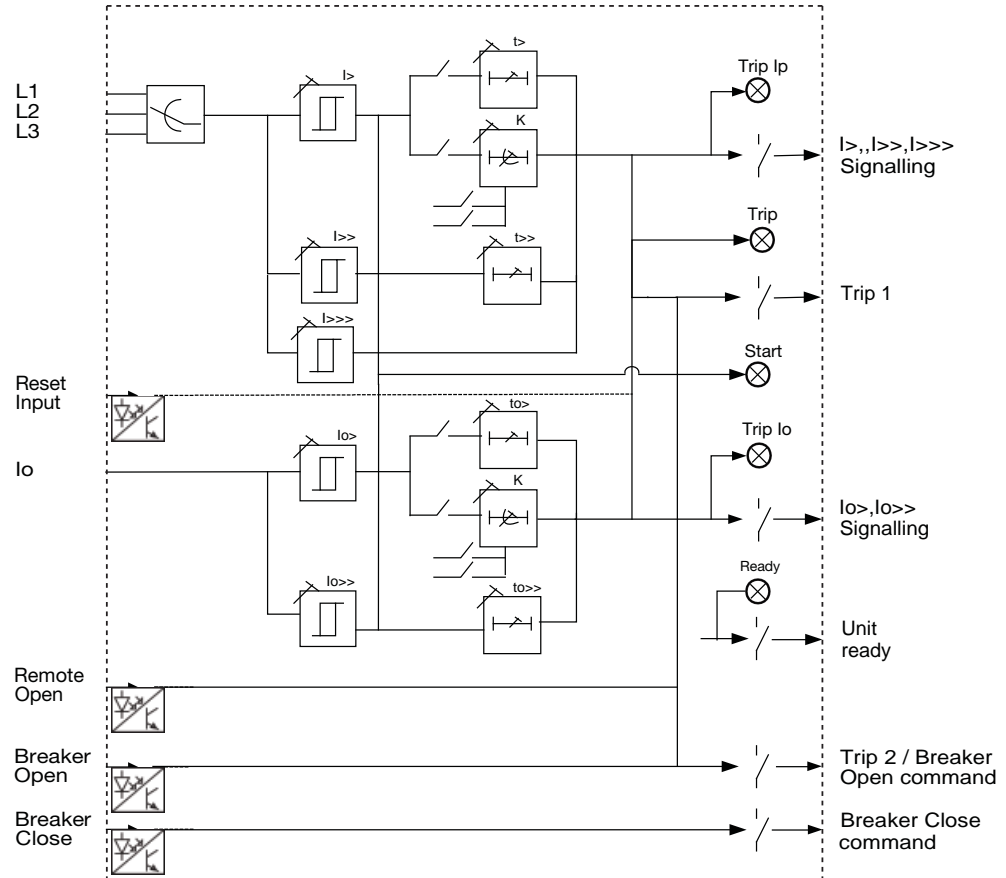 t>
Trip Ip
I>
L1
L2
L3
K
I>,,I>>,I>>>
Signalling
Trip
I>>
t>>
Trip 1
I>>>
Start
Reset
Input
to>
Io>
Trip Io
Io
K
Io>,Io>>
Signalling
Io>>
to>>
Ready
Unit
ready
Remote
Open
Breaker
Open
Trip 2 / Breaker
Open command
Breaker
Close
Breaker Close
command